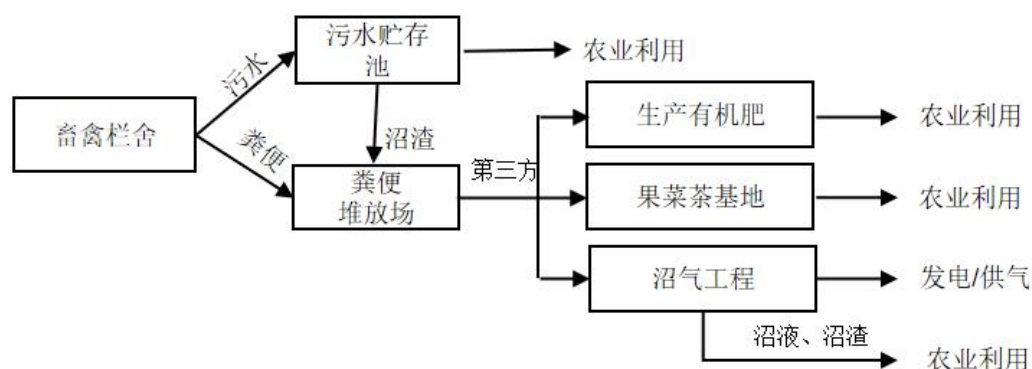 污水贮存
池
农业利用
污水
畜禽栏舍
粪便
沼渣
粪便
堆放场
第三方
生产有机肥
农业利用
果菜茶基地
农业利用
沼气工程
发电/供气
沼液、沼渣
农业利用